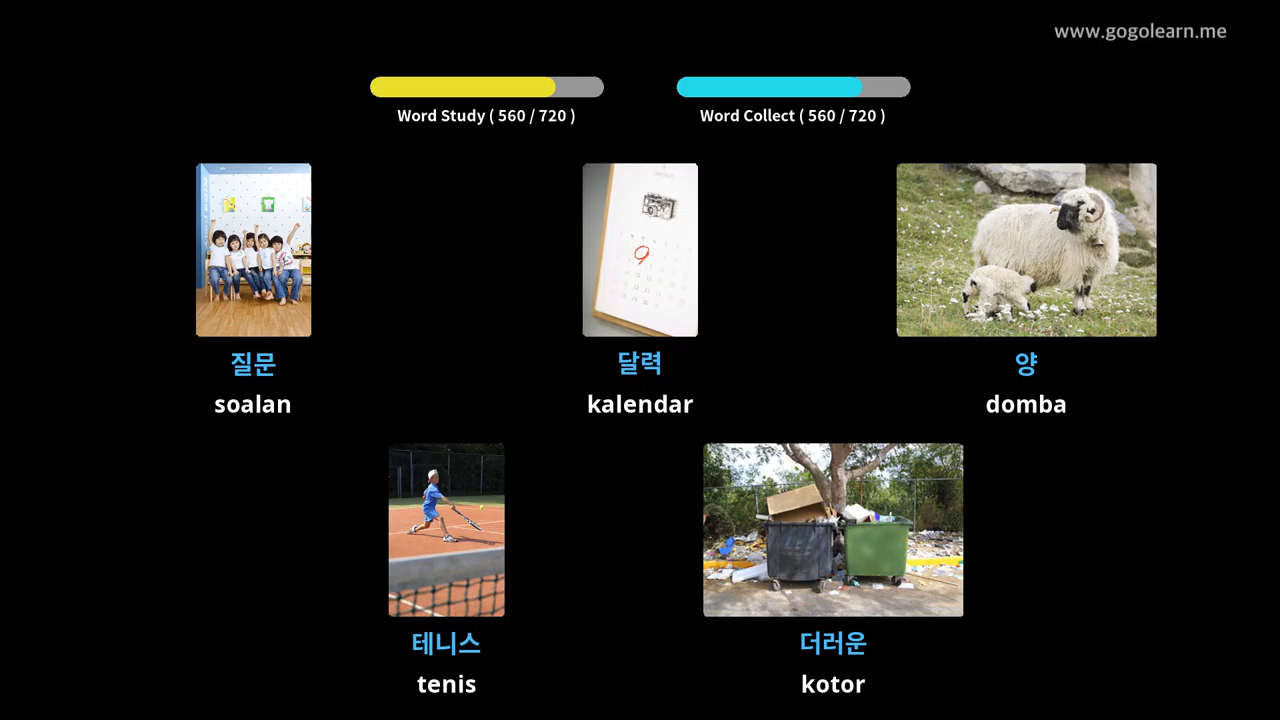 www.gogolearn.me
Word Study ( 560 / 720 )
Word Collect ( 560 / 720 )
질문
soalan
달력
kalendar
양
domba
테니스
tenis
더러운
kotor